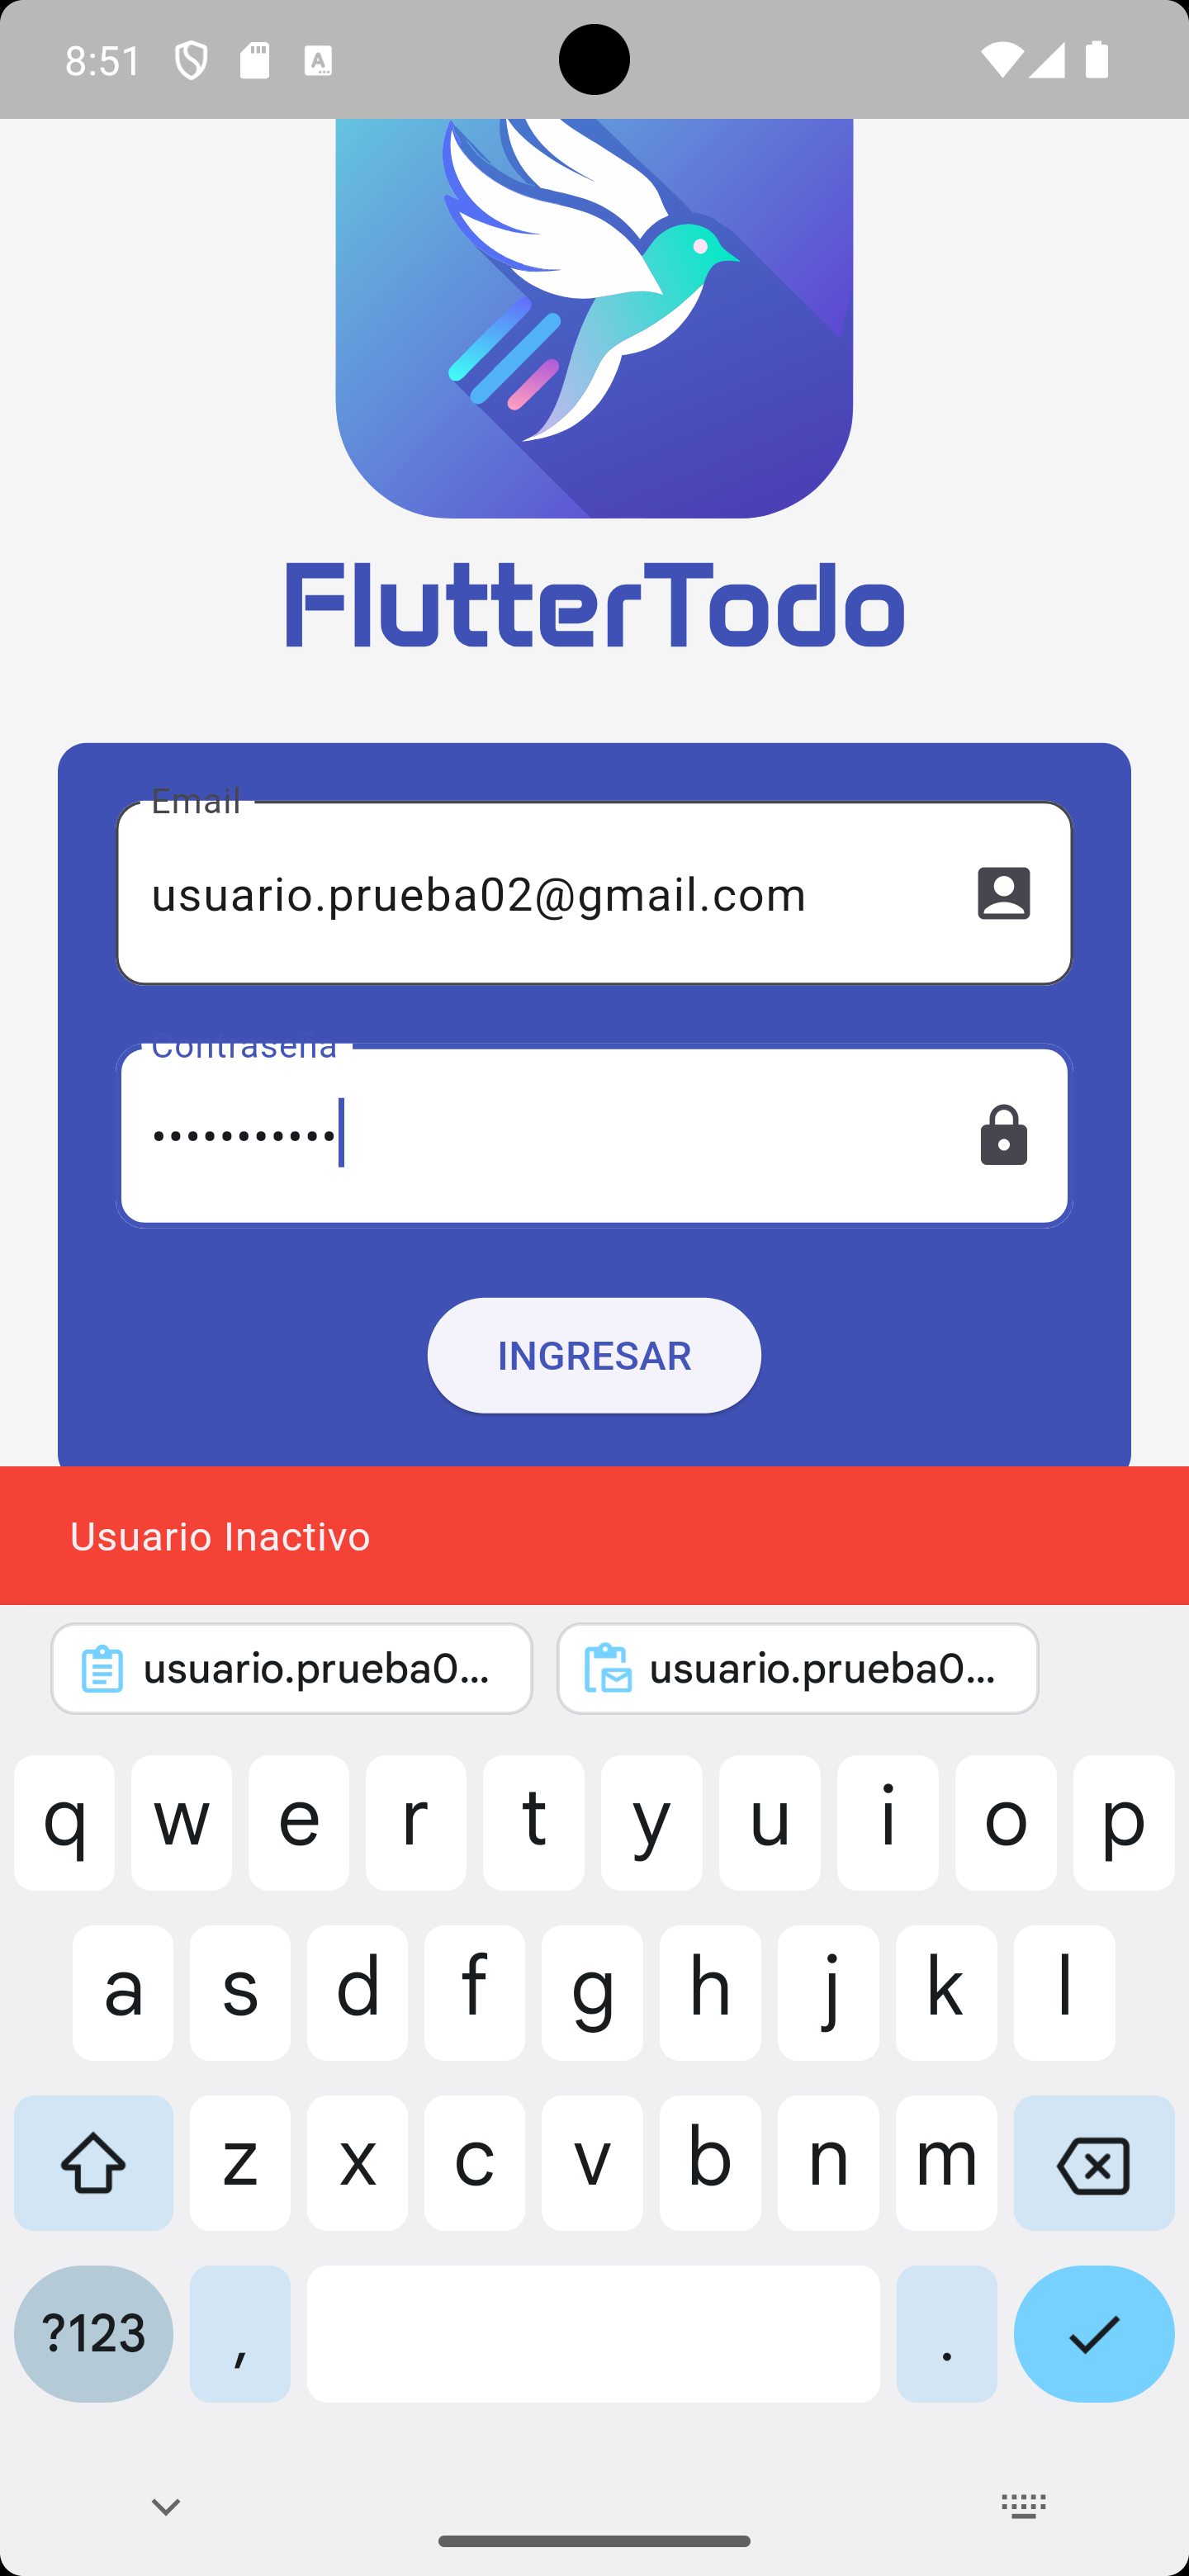 8:51
FlutterTodo
Email
usuario.prueba02@gmail.com
Contraseña
•••••••••••
INGRESAR
Usuario Inactivo
usuario.prueba0... usuario.prueba0...
q w e r t y u i o p
a s d f g h j k l
z x c v b n m
?123 , .